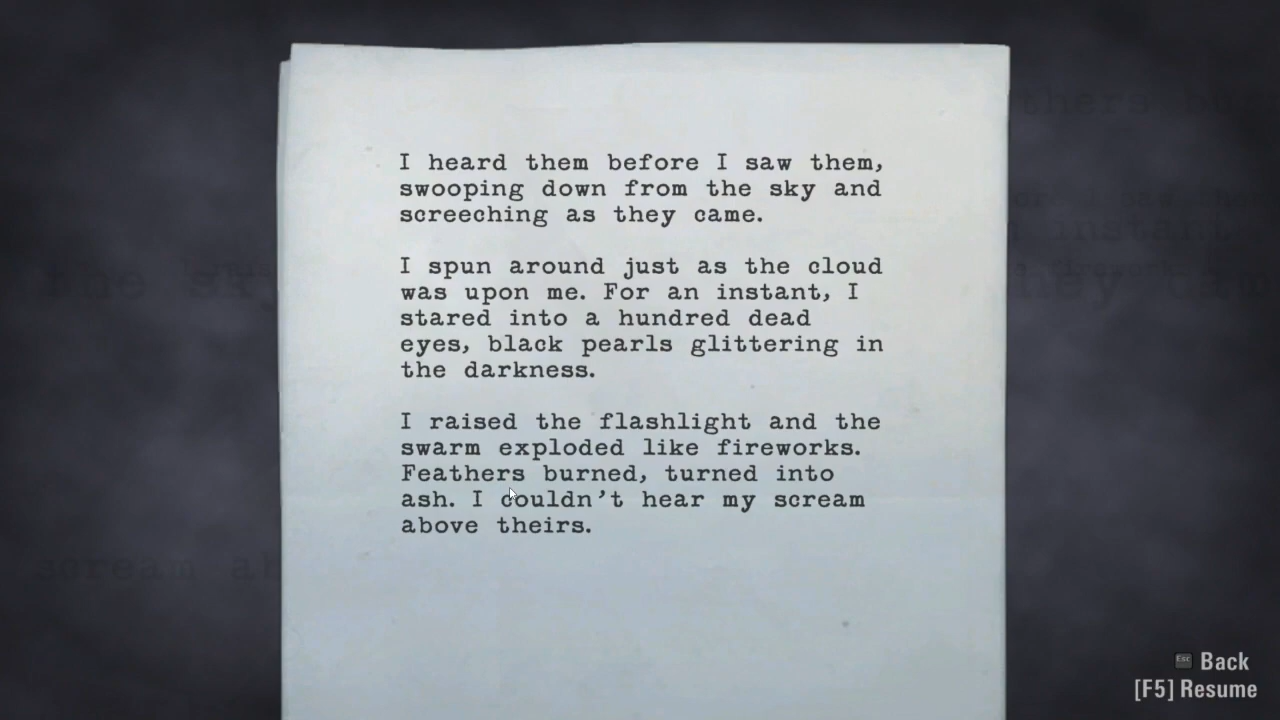 I heard them before I saw them,
swooping down from the sky and
screeching as they came.
I spun around just as the cloud
was upon me. For an instant, I
stared into a hundred dead
eyes, black pearls glittering in
the darkness.
I raised the flashlight and the
swarm exploded like fireworks.
Feathers burned, turned into
ash. I couldn't hear my scream
above theirs.
Esc Back
[F5] Resume